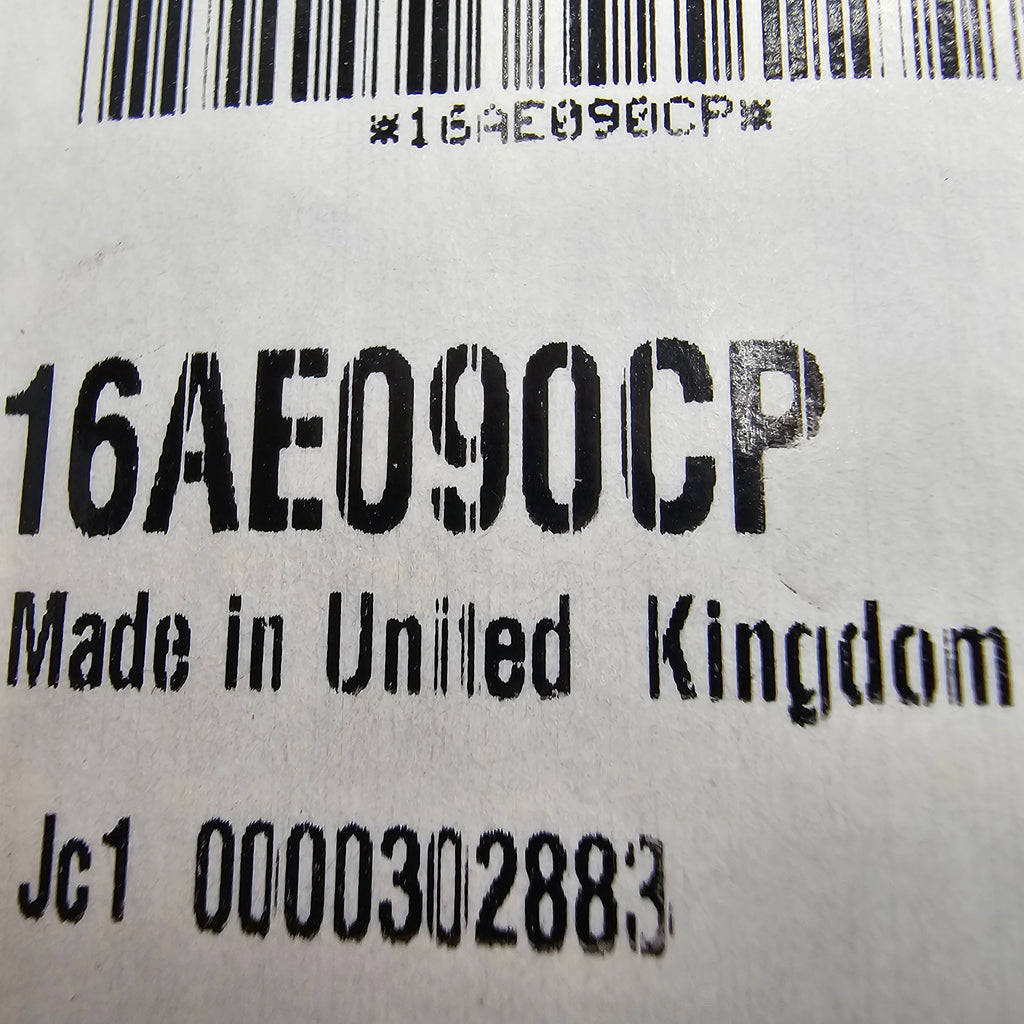 *16AE090CP*
16AE090CP
Made in United Kingdom
Jc1 0000302883